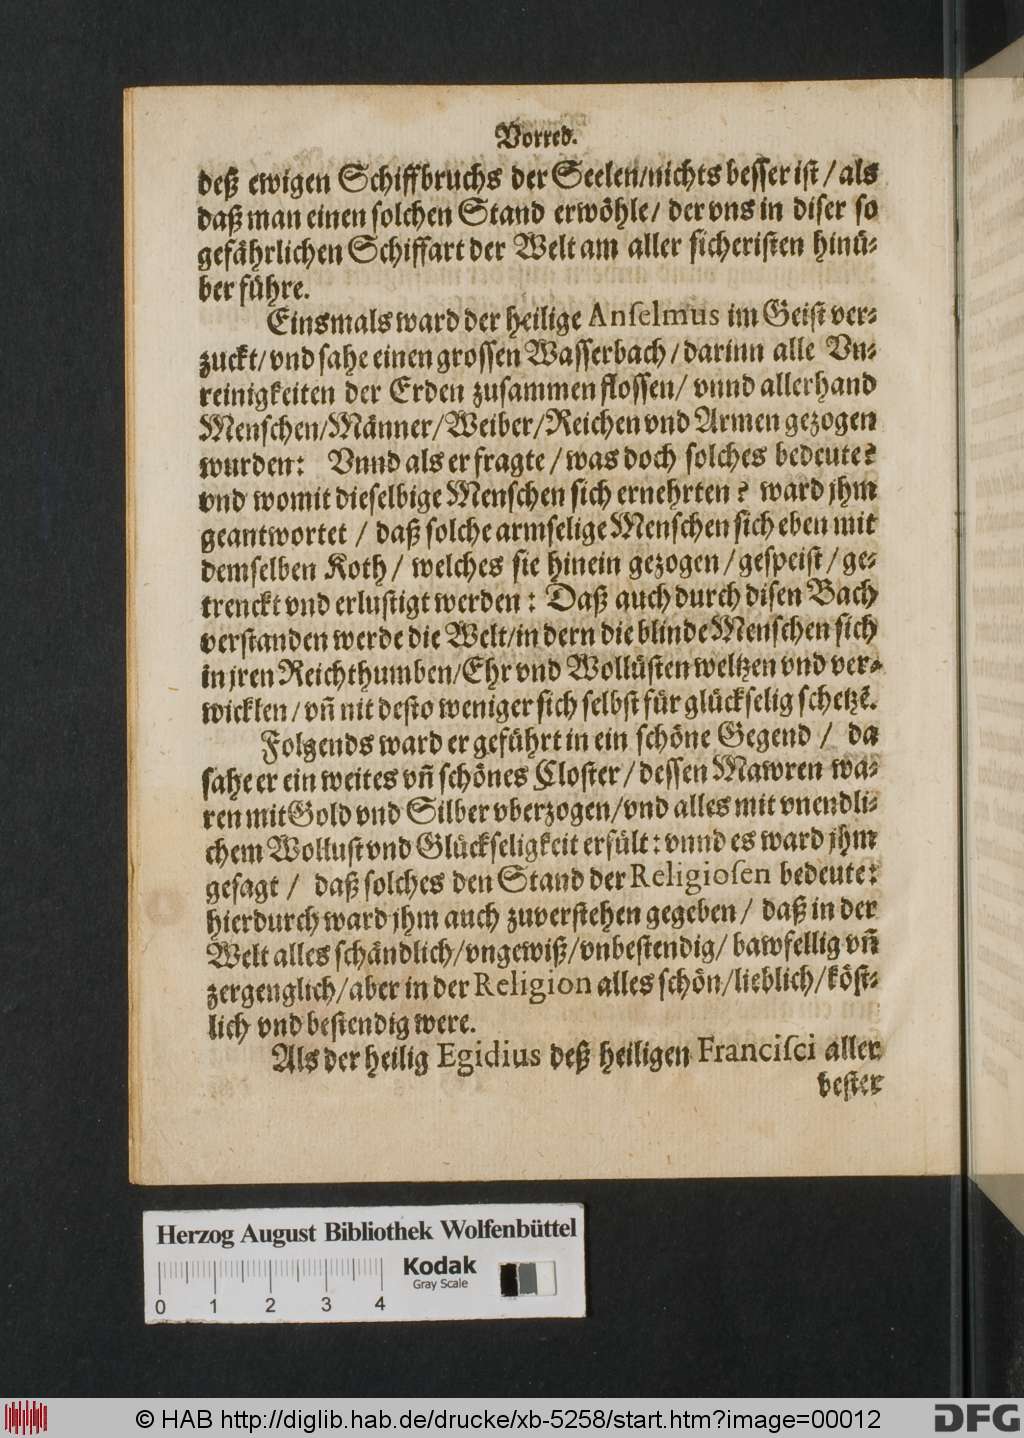 Vorred.
deß ewigen Schiffbruchs der Seelen/nichts besser ist / als
daß man einen solchen Stand erwöhle/ der vns in diser so
gefährlichen Schiffart der Welt am aller sicheristen hinü-
ber führe.
Einsmals ward der heilige Anselmus im Geist ver-
zuckt/ vnd sahe einen grossen Wasserbach / darinn alle Vn-
reinigkeiten der Erden zusammen flossen/ vnnd allerhand
Menschen/Männer/Weiber/Reichen vnd Armen gezogen
wurden: Vnnd als er fragte / was doch solches bedeute?
vnd womit dieselbige Menschen sich ernehrten? ward jhm
geantwortet / daß solche armselige Menschen sich eben mit
demselben Koth / welches sie hinein gezogen / gespeist / ge-
trenckt vnd erlustigt werden: Daß auch durch disen Bach
verstanden werde die Welt/in dern die blinde Menschen sich
in jren Reichthumben/Ehr vnd Wollüsten weltzen vnd ver-
wicklen / vñ nit desto weniger sich selbst für glückselig schetzẽ.
Folgends ward er geführt in ein schöne Gegend / da
sahe er ein weites vñ schönes Closter / dessen Mawren wa-
ren mit Gold vnd Silber vberzogen/vnd alles mit vnendli-
chem Wollust vnd Glückseligkeit erfült: vnnd es ward jhm
gesagt / daß solches den Stand der Religiosen bedeute:
hierdurch ward jhm auch zuverstehen gegeben / daß in der
Welt alles schändlich/vngewiß/vnbestendig/ bawfellig vñ
zergenglich/aber in der Religion alles schön/lieblich/köst-
lich vnd bestendig were.
Als der heilig Egidius deß heiligen Francisci aller
bester
Herzog August Bibliothek Wolfenbüttel
Kodak
Gray Scale
0 1 2 3 4
© HAB http://diglib.hab.de/drucke/xb-5258/start.htm?image=00012
DFG